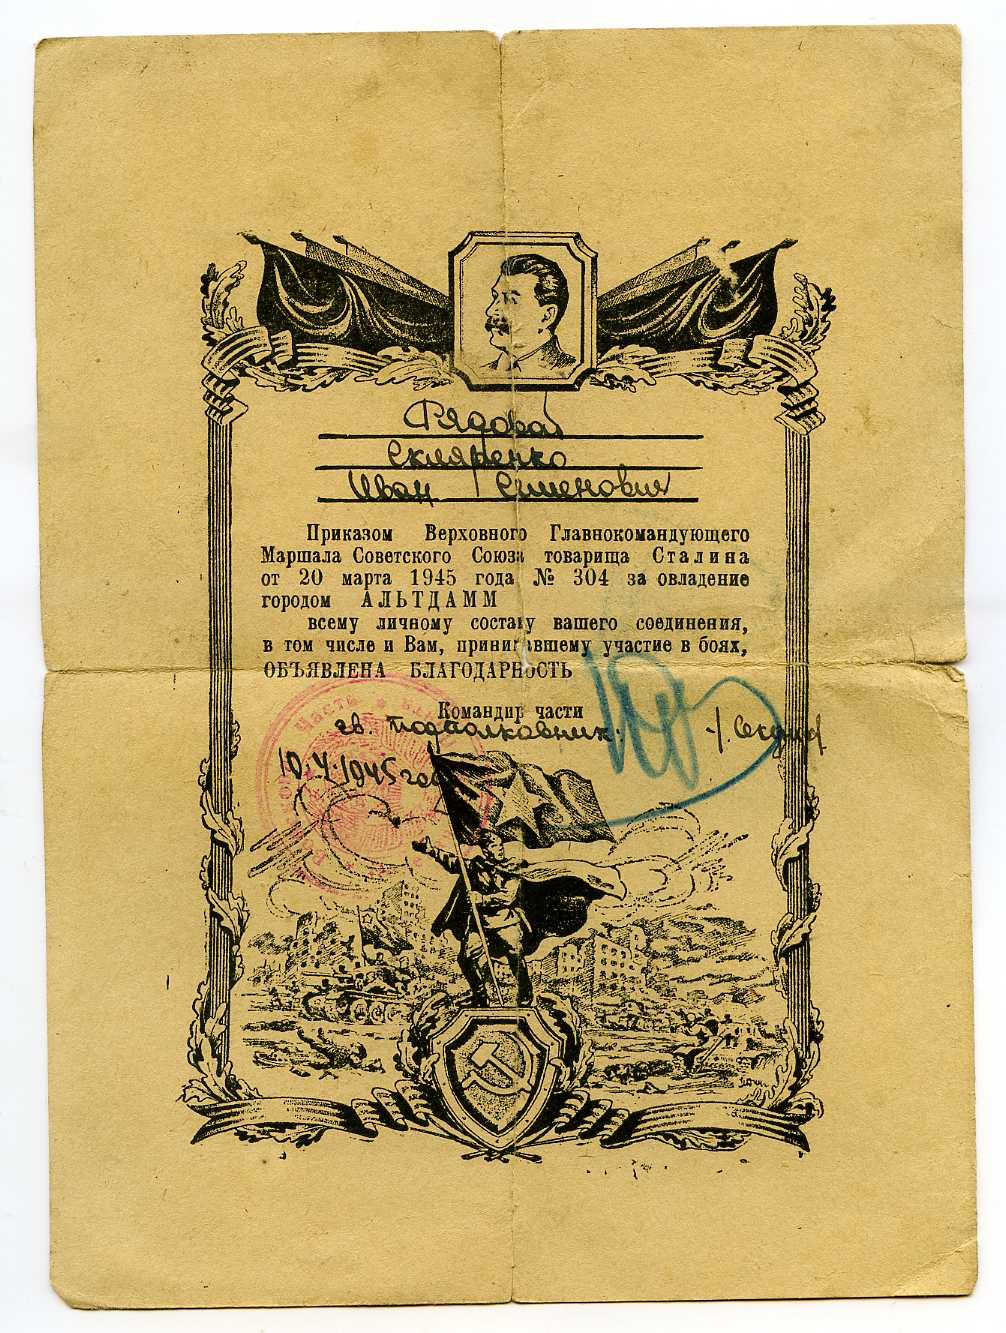 Рядовой
Скляренко
Иван Семенович
Приказом Верховного Главнокомандующего
Маршала Советского Союза товарища Сталина
от 20 марта 1945 года № 304 за овладение
городом АЛЬТДАММ
всему личному составу вашего соединения,
в том числе и Вам, принимавшему участие в боях,
ОБЪЯВЛЕНА БЛАГОДАРНОСТЬ
Командир части
гв. подполковник
Часть